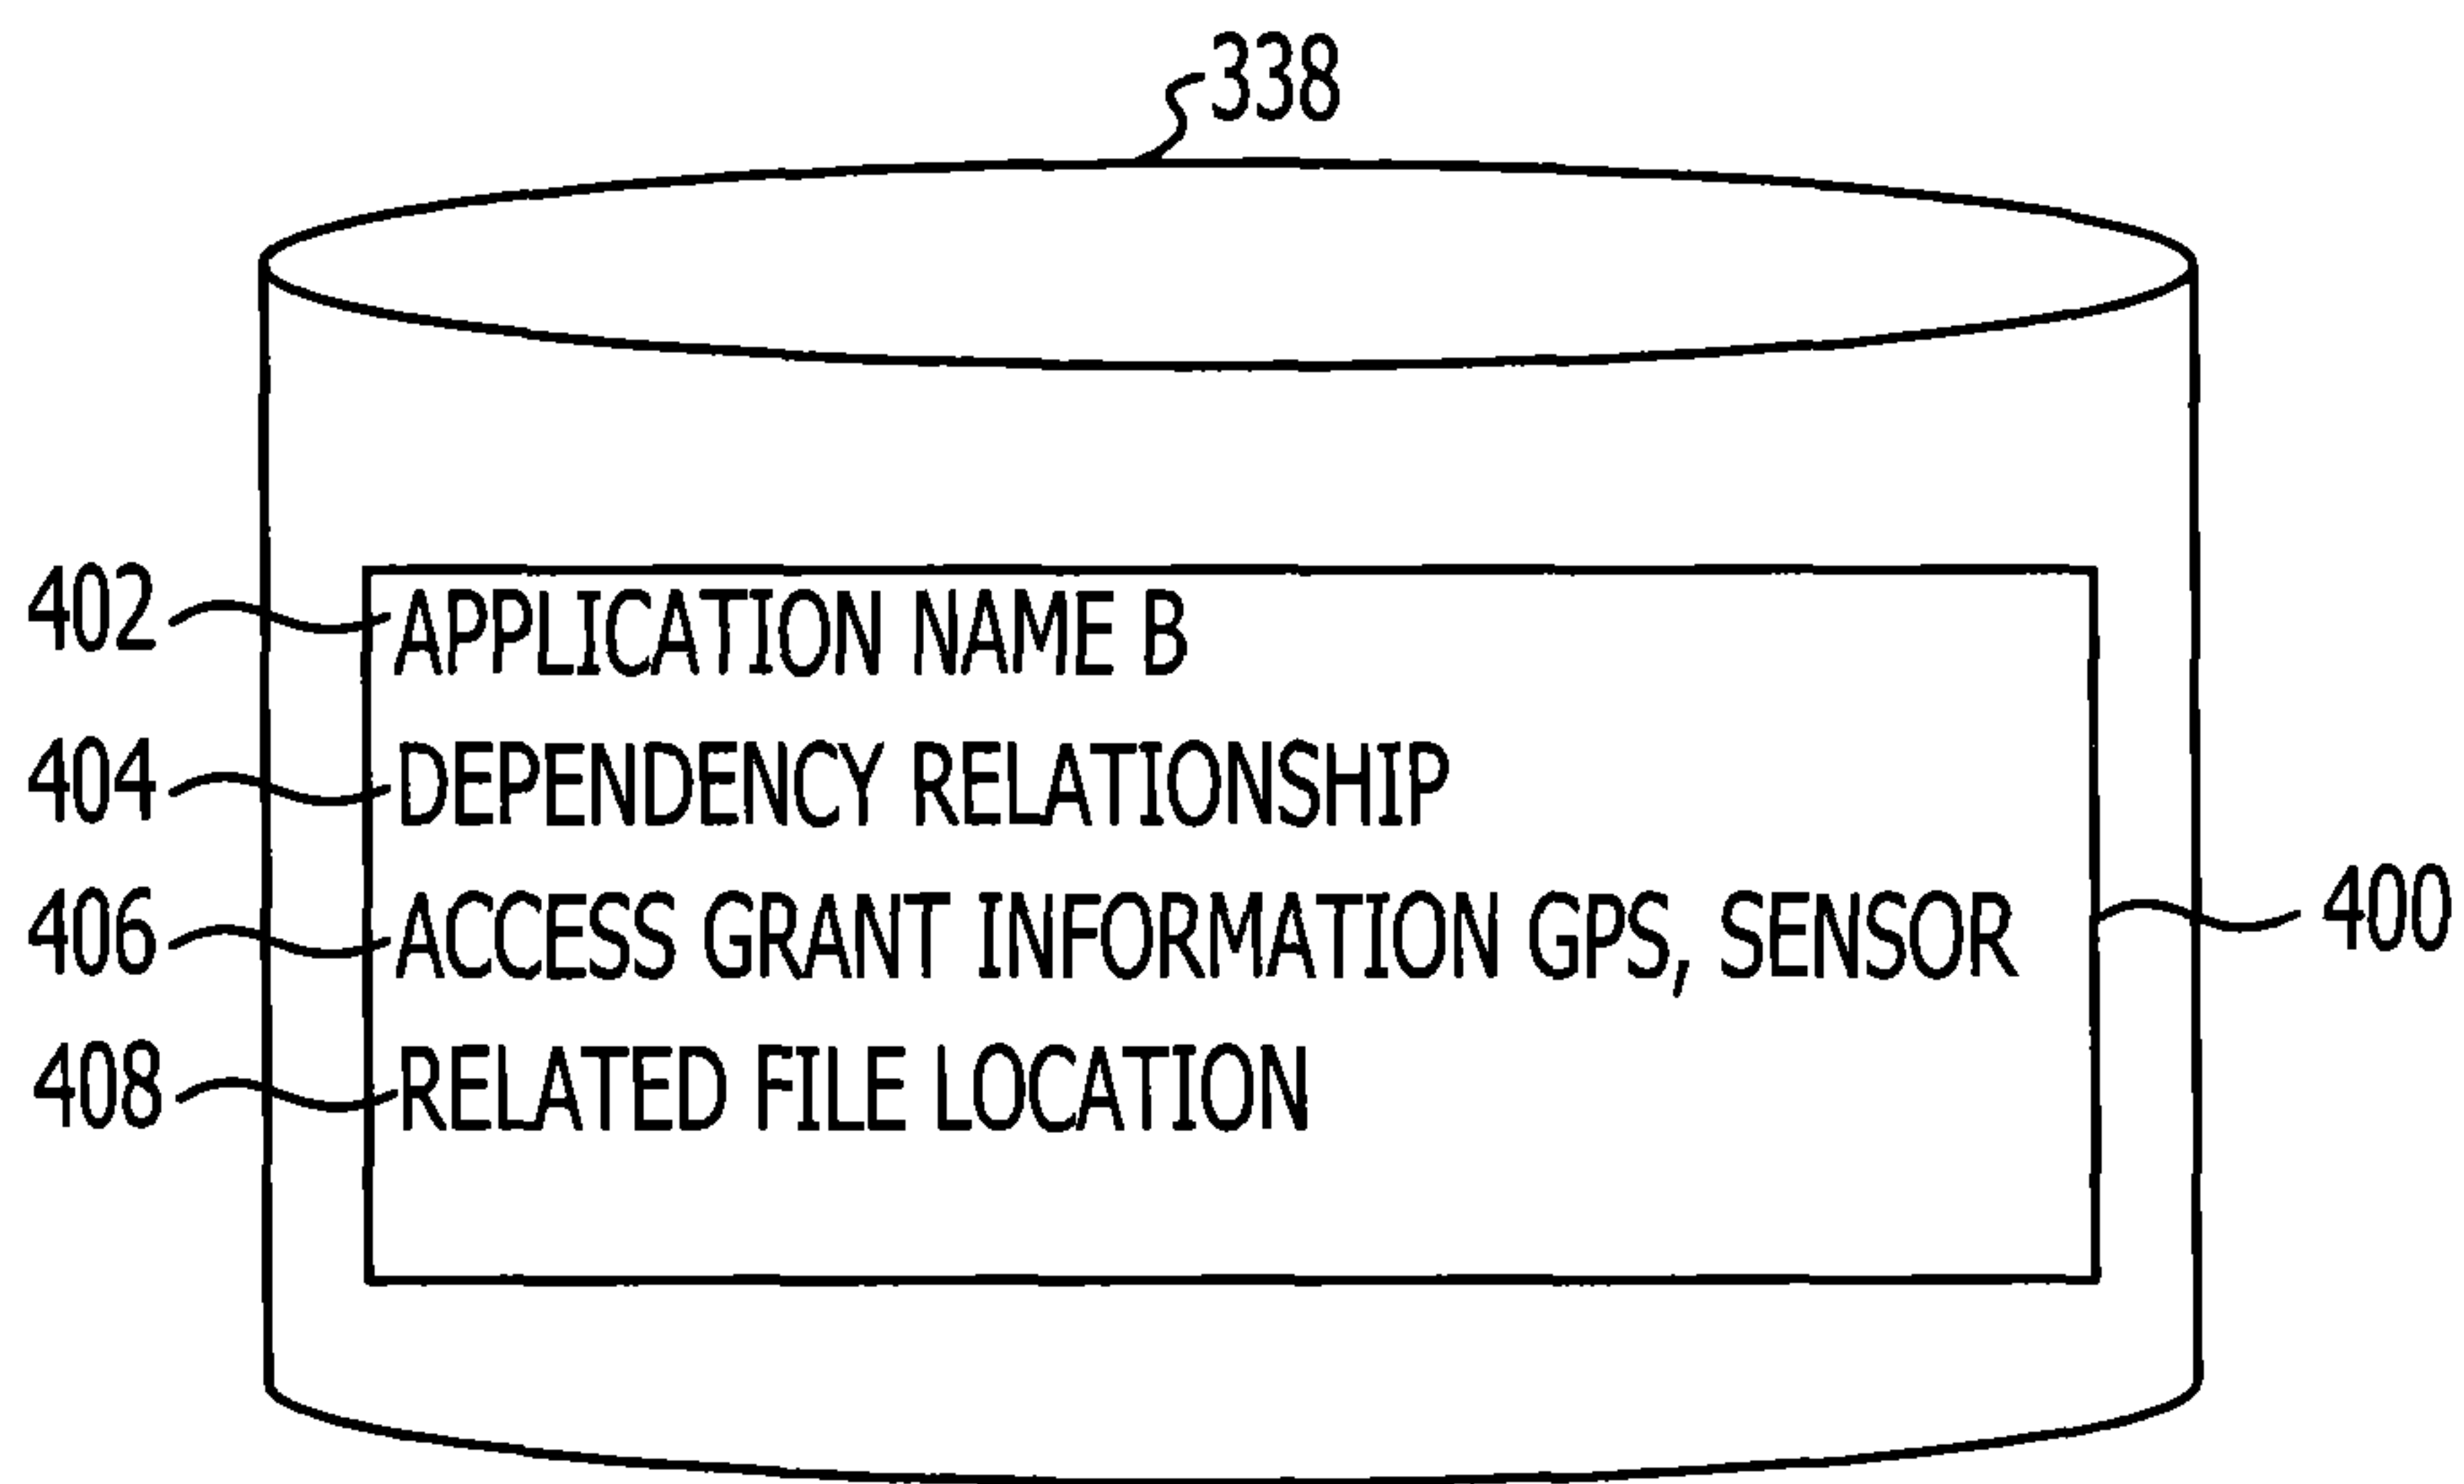 338
402 APPLICATION NAME B
404 DEPENDENCY RELATIONSHIP
406 ACCESS GRANT INFORMATION GPS, SENSOR 400
408 RELATED FILE LOCATION